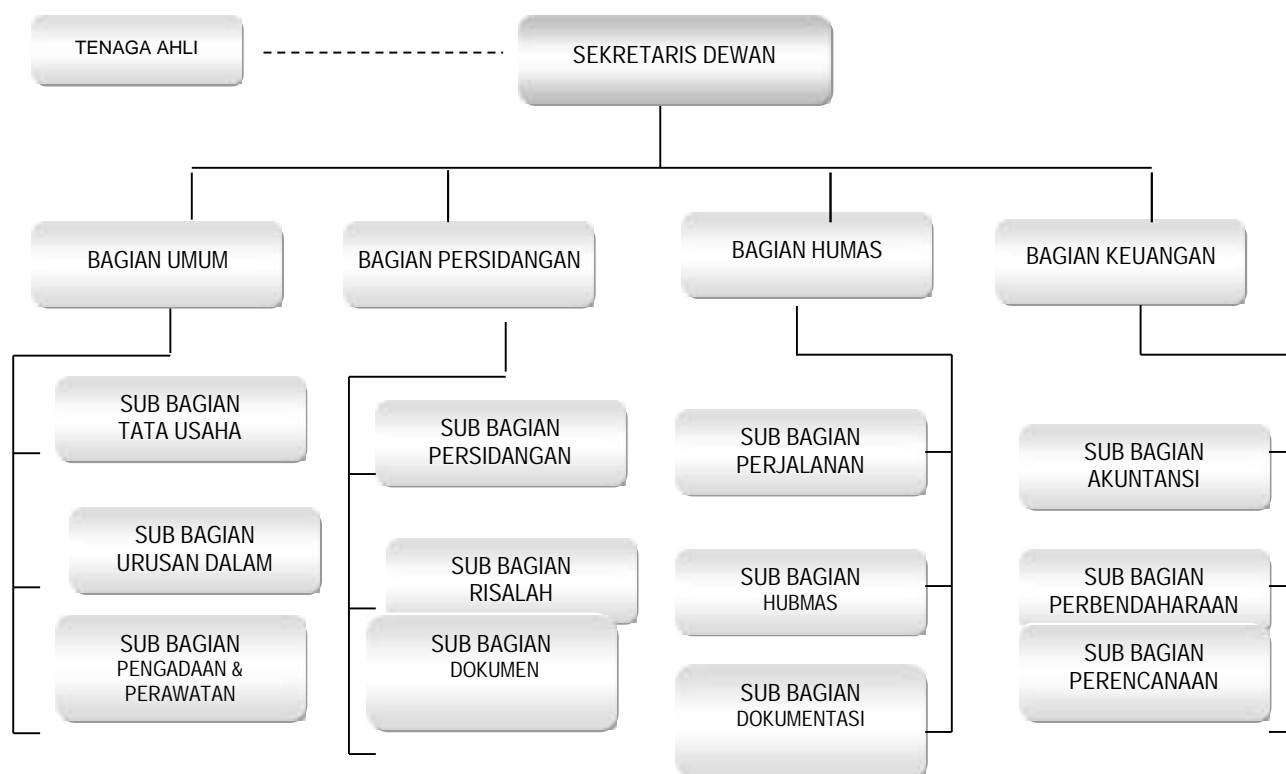 TENAGA AHLI
SEKRETARIS DEWAN
BAGIAN UMUM
BAGIAN PERSIDANGAN
BAGIAN HUMAS
BAGIAN KEUANGAN
SUB BAGIAN
TATA USAHA
SUB BAGIAN
URUSAN DALAM
SUB BAGIAN
PENGADAAN &
PERAWATAN
SUB BAGIAN
PERSIDANGAN
SUB BAGIAN
RISALAH
SUB BAGIAN
DOKUMEN
SUB BAGIAN
PERJALANAN
SUB BAGIAN
HUBMAS
SUB BAGIAN
DOKUMENTASI
SUB BAGIAN
AKUNTANSI
SUB BAGIAN
PERBENDAHARAAN
SUB BAGIAN
PERENCANAAN